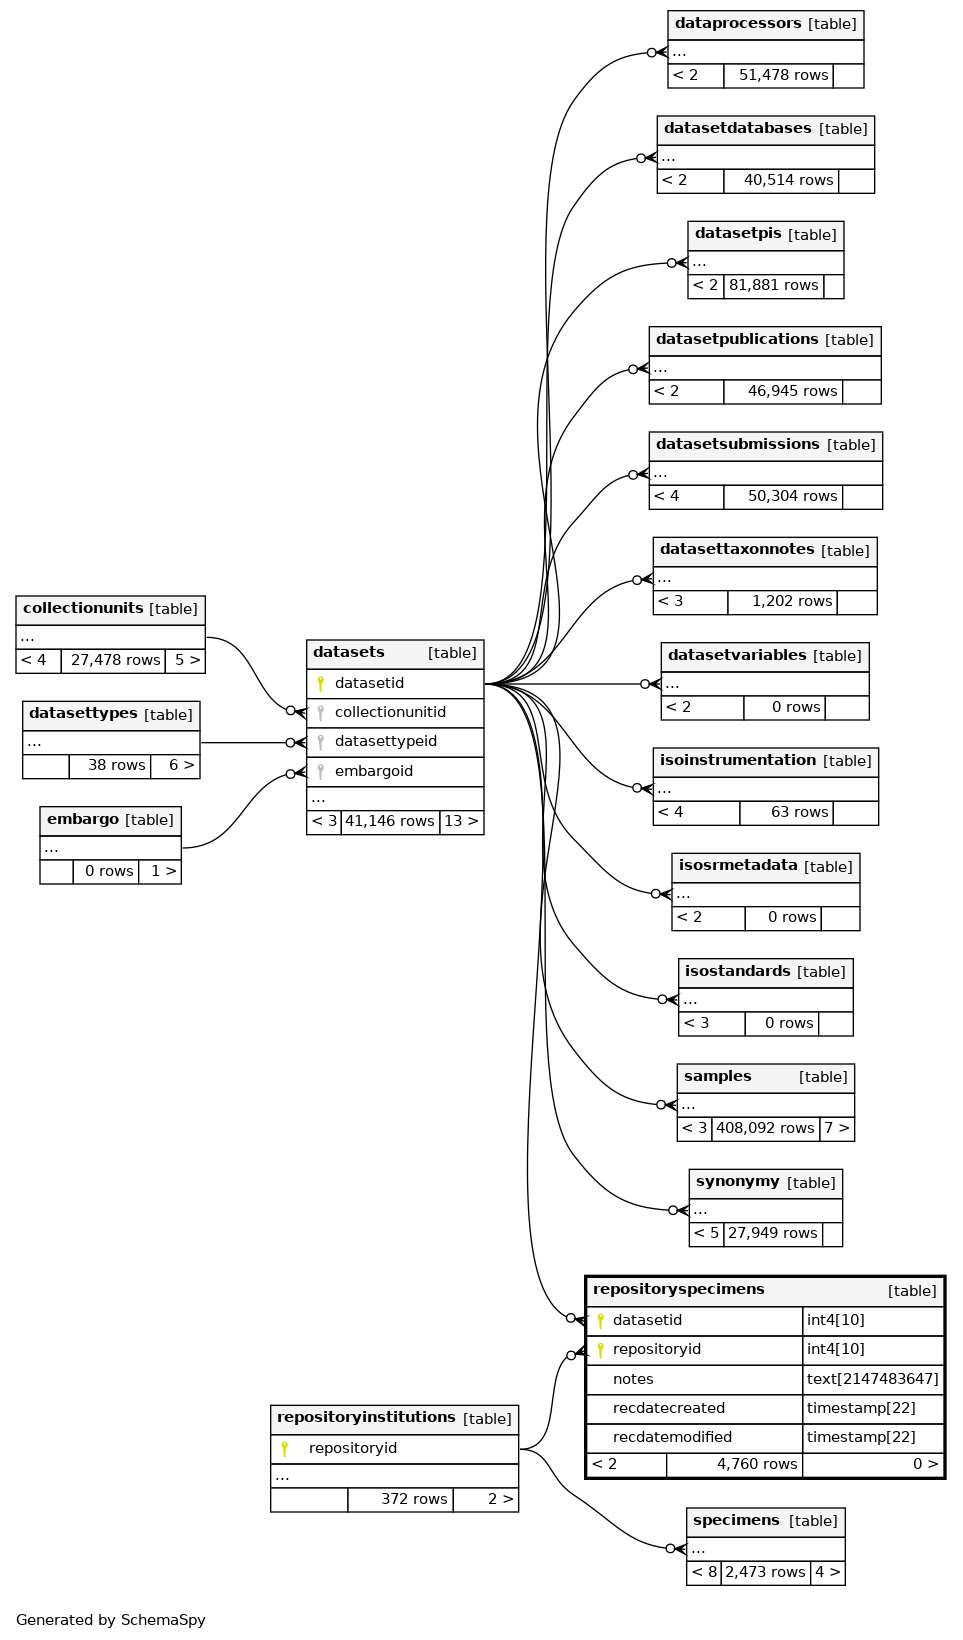 dataprocessors [table]
...
< 2 51,478 rows
datasetdatabases [table]
...
< 2 40,514 rows
datasetpis [table]
...
< 2 81,881 rows
datasetpublications [table]
...
< 2 46,945 rows
datasetsubmissions [table]
...
< 4 50,304 rows
datasettaxonnotes [table]
...
< 3 1,202 rows
collectionunits [table]
...
< 4 27,478 rows 5 >
datasettypes [table]
...
38 rows 6 >
embargo [table]
...
0 rows 1 >
datasets [table]
datasetid
collectionunitid
datasettypeid
embargoid
...
< 3 41,146 rows 13 >
datasetvariables [table]
...
< 2 0 rows
isoinstrumentation [table]
...
< 4 63 rows
isosrmetadata [table]
...
< 2 0 rows
isostandards [table]
...
< 3 0 rows
samples [table]
...
< 3 408,092 rows 7 >
synonymy [table]
...
< 5 27,949 rows
repositoryspecimens [table]
datasetid int4[10]
repositoryid int4[10]
notes text[2147483647]
recdatecreated timestamp[22]
recdatemodified timestamp[22]
< 2 4,760 rows 0 >
repositoryinstitutions [table]
repositoryid
...
372 rows 2 >
specimens [table]
...
< 8 2,473 rows 4 >
Generated by SchemaSpy